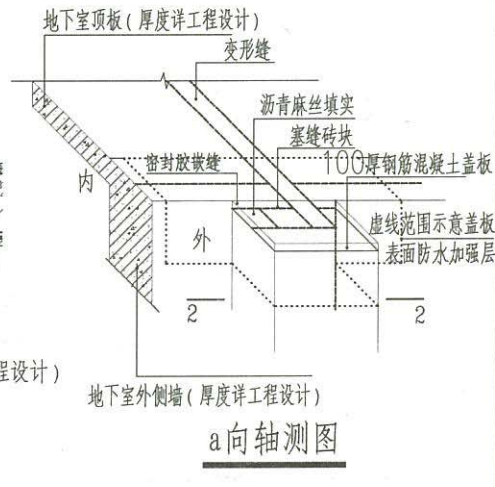 地下室顶板(厚度详工程设计)
变形缝
沥青麻丝填实
塞缝砖块
密封胶嵌缝
100厚钢筋混凝土盖板
内
外
虚线范围示意盖板
表面防水加强层
2
2
程设计)
地下室外侧墙(厚度详工程设计)
a向轴测图